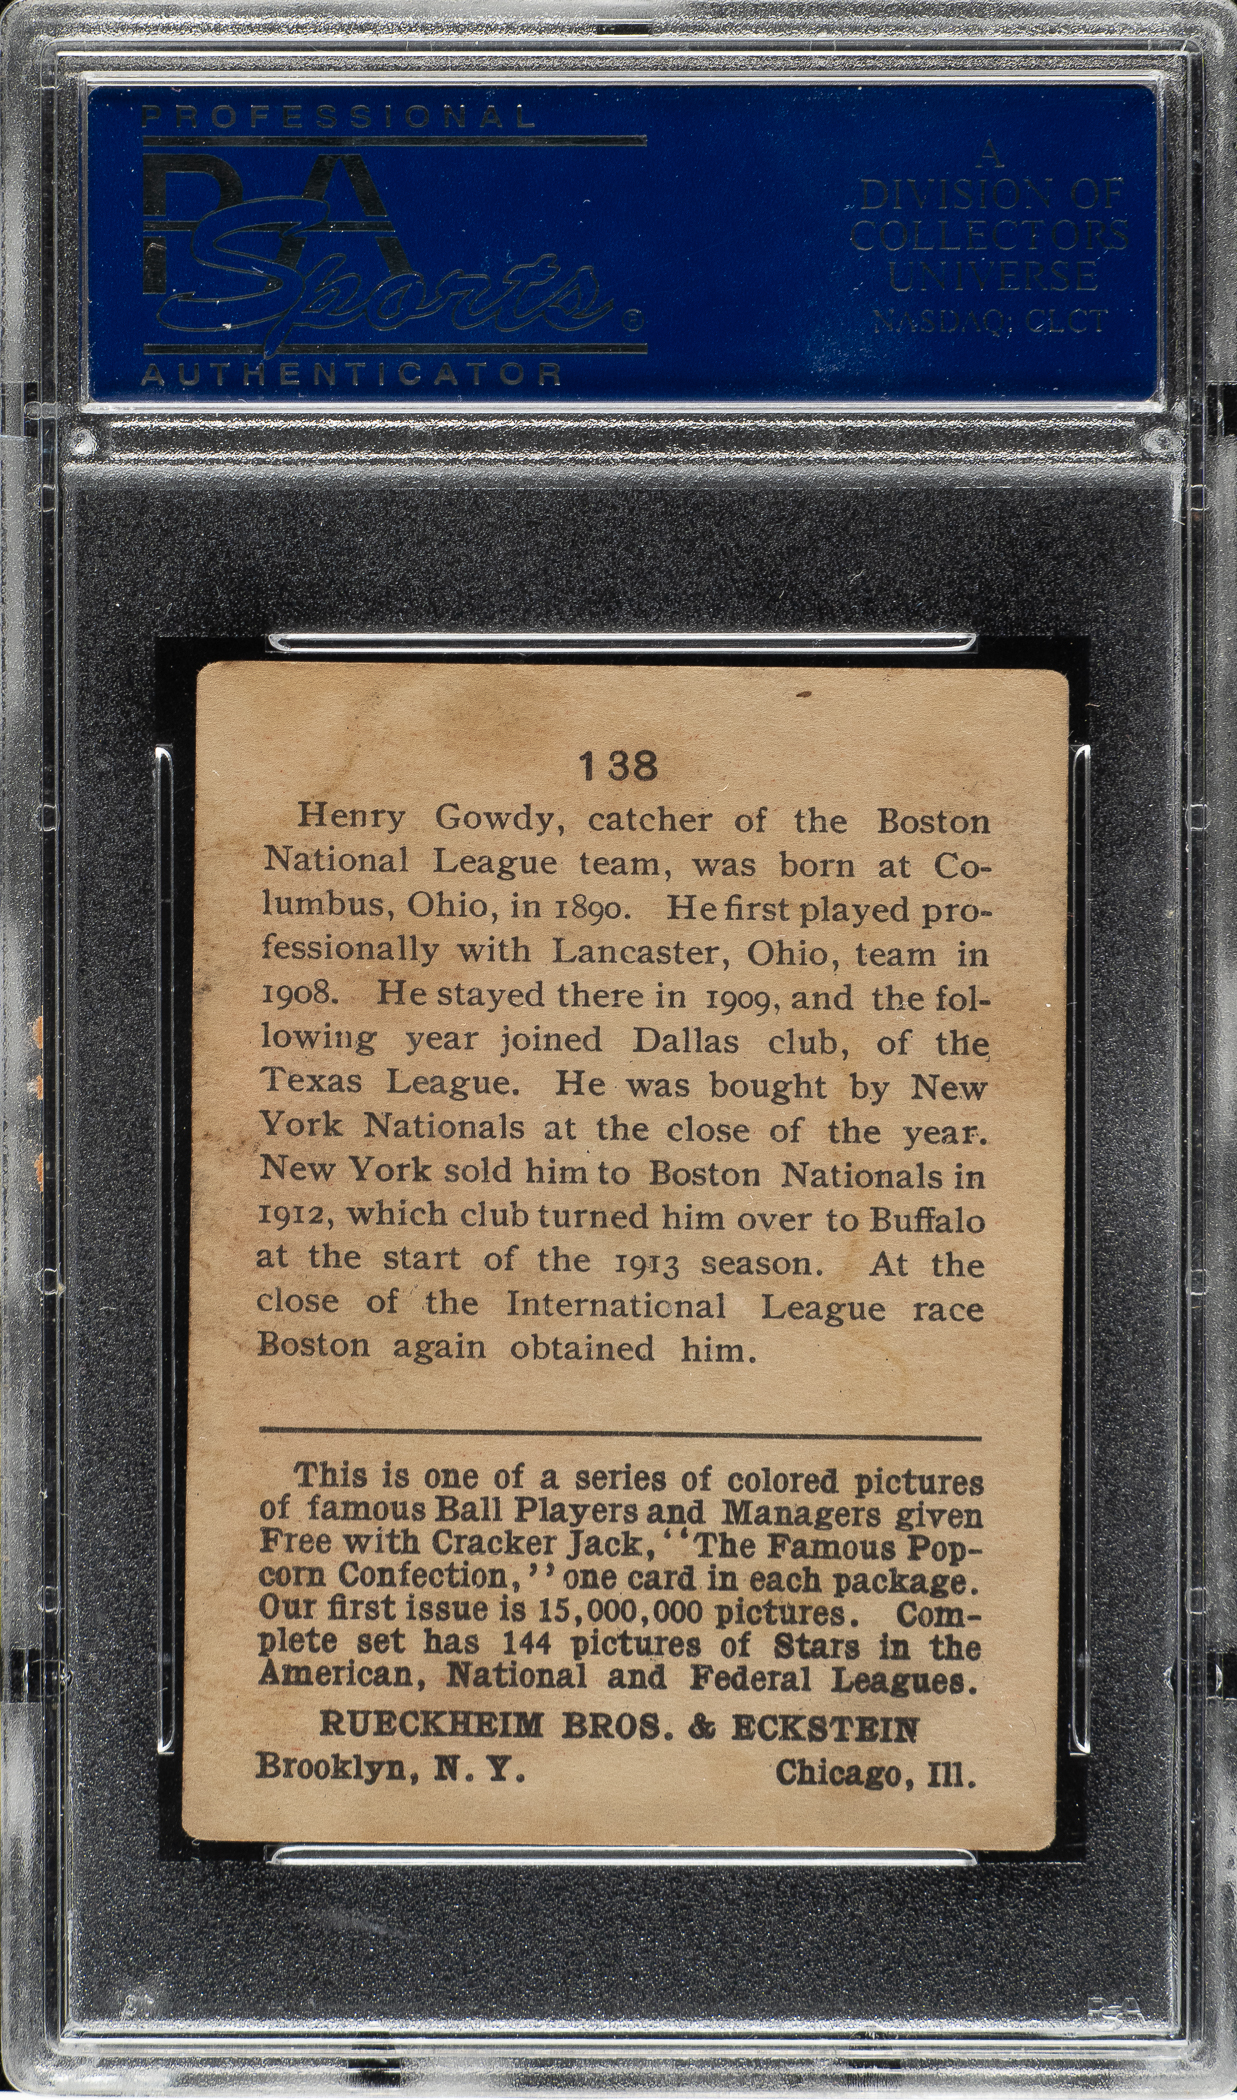 PROFESSIONAL
PSA
Sports ®
AUTHENTICATOR
A
DIVISION OF
COLLECTORS
UNIVERSE
NASDAQ: CLCT
138
Henry Gowdy, catcher of the Boston
National League team, was born at Co-
lumbus, Ohio, in 1890. He first played pro-
fessionally with Lancaster, Ohio, team in
1908. He stayed there in 1909, and the fol-
lowing year joined Dallas club, of the
Texas League. He was bought by New
York Nationals at the close of the year.
New York sold him to Boston Nationals in
1912, which club turned him over to Buffalo
at the start of the 1913 season. At the
close of the International League race
Boston again obtained him.
This is one of a series of colored pictures
of famous Ball Players and Managers given
Free with Cracker Jack, "The Famous Pop-
corn Confection," one card in each package.
Our first issue is 15,000,000 pictures. Com-
plete set has 144 pictures of Stars in the
American, National and Federal Leagues.
RUECKHEIM BROS. & ECKSTEIN
Brooklyn, N. Y. Chicago, Ill.
PSA